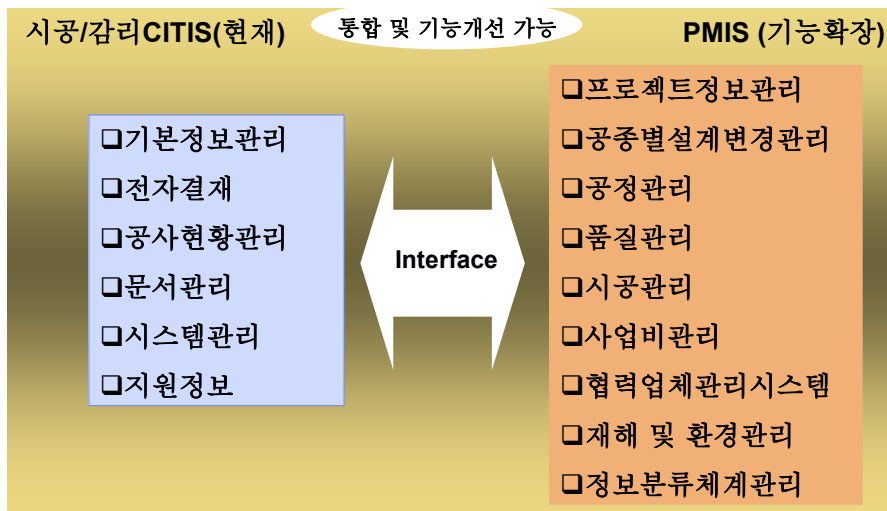 시공/감리CITIS(현재)
통합 및 기능개선 가능
PMIS (기능확장)
❑기본정보관리
❑전자결재
❑공사현황관리
❑문서관리
❑시스템관리
❑지원정보
Interface
❑프로젝트정보관리
❑공종별설계변경관리
❑공정관리
❑품질관리
❑시공관리
❑사업비관리
❑협력업체관리시스템
❑재해 및 환경관리
❑정보분류체계관리